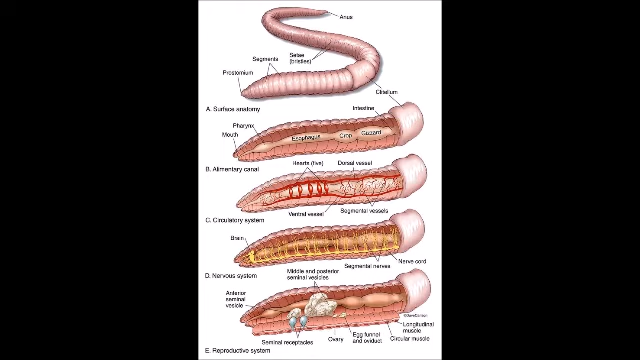 Anus
Setae
(bristles)
Segments
Prostomium
Clitellum
A. Surface anatomy
Intestine
Pharynx
Mouth
Esophagus
Crop
Gizzard
B. Alimentary canal
Hearts (five)
Dorsal vessel
Ventral vessel
Segmental vessels
C. Circulatory system
Brain
Nerve cord
Segmental nerves
D. Nervous system
Middle and posterior
seminal vesicles
Anterior
seminal
vesicle
Longitudinal
muscle
Circular muscle
Egg funnel
and oviduct
Ovary
Seminal receptacles
E. Reproductive system